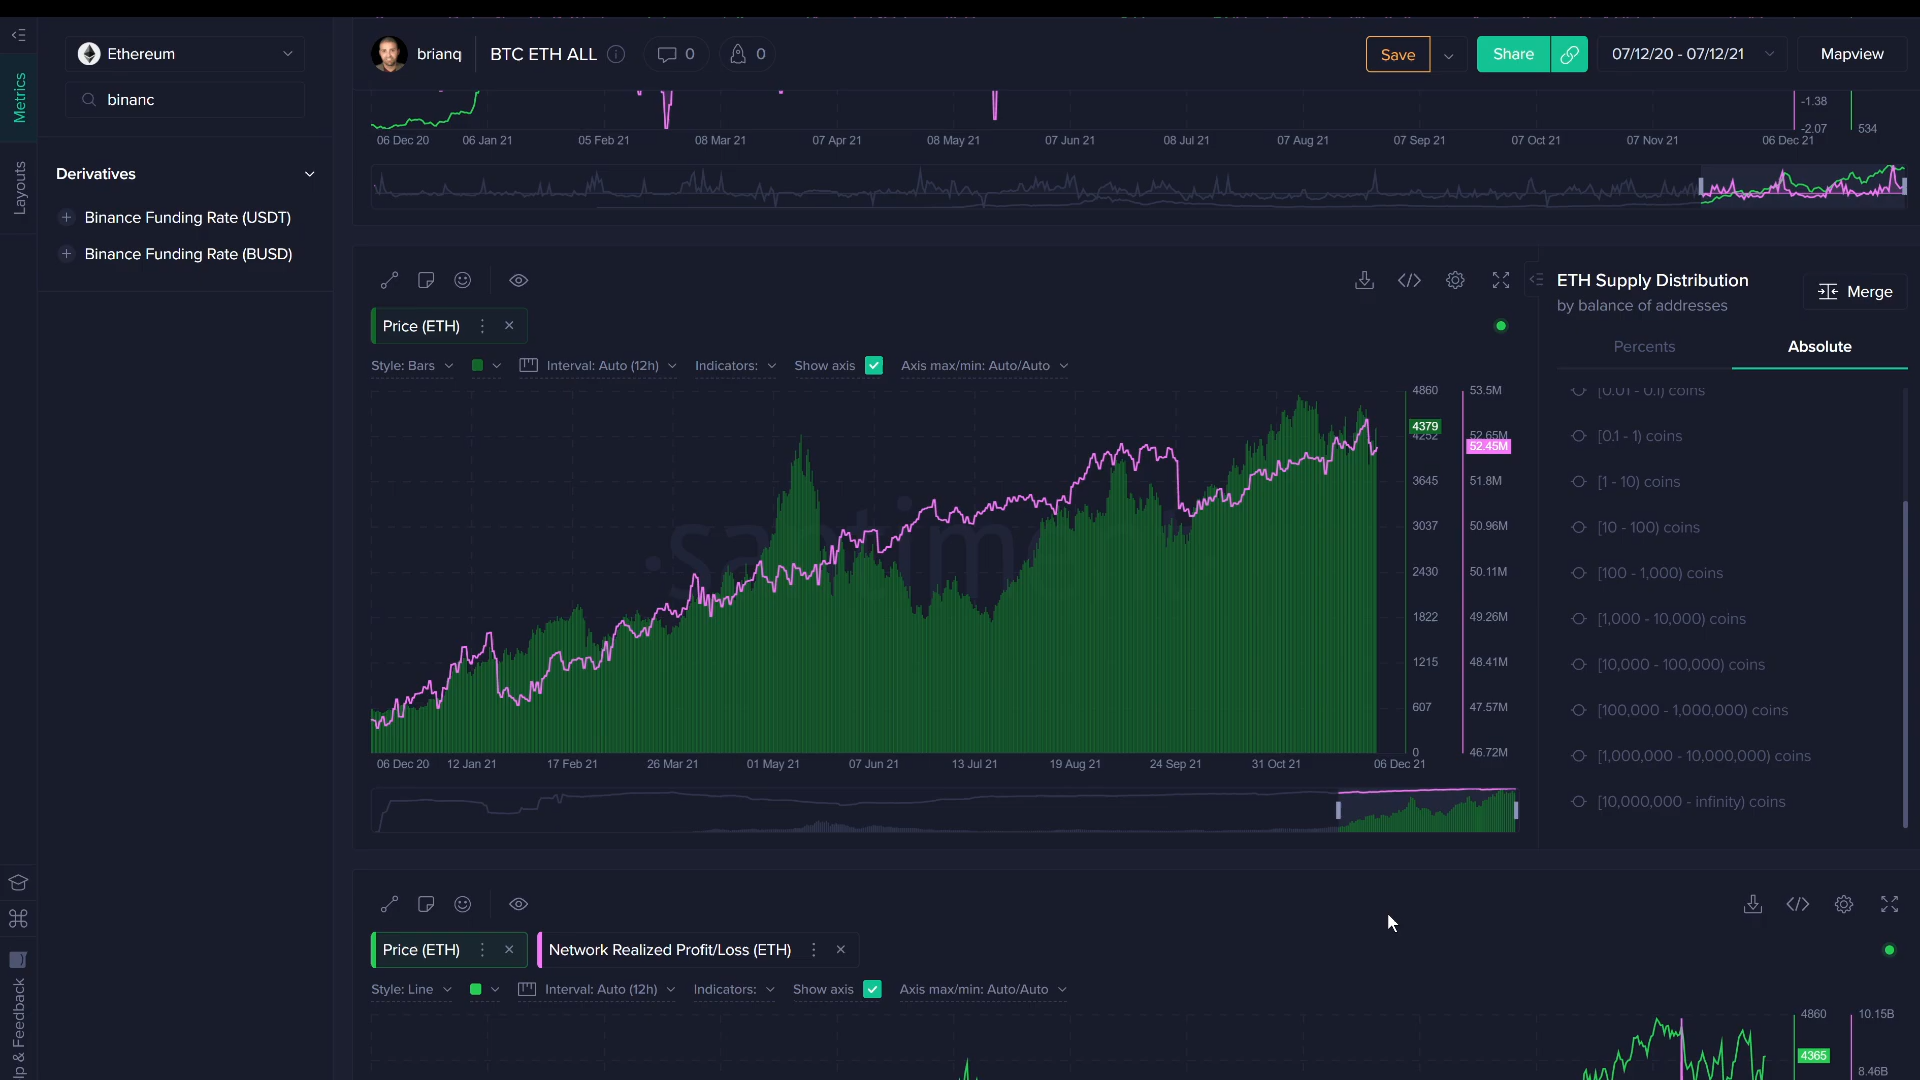 Ethereum
brianq
BTC ETH ALL
0
0
Save
Share
07/12/20 - 07/12/21
Mapview
Metrics
binanc
-1.38
-2.07
534
06 Dec 20
06 Jan 21
05 Feb 21
08 Mar 21
07 Apr 21
08 May 21
07 Jun 21
08 Jul 21
07 Aug 21
07 Sep 21
07 Oct 21
07 Nov 21
06 Dec 21
Layouts
Derivatives
Binance Funding Rate (USDT)
Binance Funding Rate (BUSD)
ETH Supply Distribution
by balance of addresses
Merge
Price (ETH)
Percents
Absolute
Style: Bars
Interval: Auto (12h)
Indicators:
Show axis
Axis max/min: Auto/Auto
4860
53.5M
4379
4252
52.65M
52.45M
3645
51.8M
3037
50.96M
2430
50.11M
1822
49.26M
1215
48.41M
607
47.57M
0
46.72M
·santiment
[0.01 - 0.1) coins
[0.1 - 1) coins
[1 - 10) coins
[10 - 100) coins
[100 - 1,000) coins
[1,000 - 10,000) coins
[10,000 - 100,000) coins
[100,000 - 1,000,000) coins
[1,000,000 - 10,000,000) coins
[10,000,000 - infinity) coins
06 Dec 20
12 Jan 21
17 Feb 21
26 Mar 21
01 May 21
07 Jun 21
13 Jul 21
19 Aug 21
24 Sep 21
31 Oct 21
06 Dec 21
Price (ETH)
Network Realized Profit/Loss (ETH)
Style: Line
Interval: Auto (12h)
Indicators:
Show axis
Axis max/min: Auto/Auto
4860
10.15B
4365
8.46B
lp & Feedback